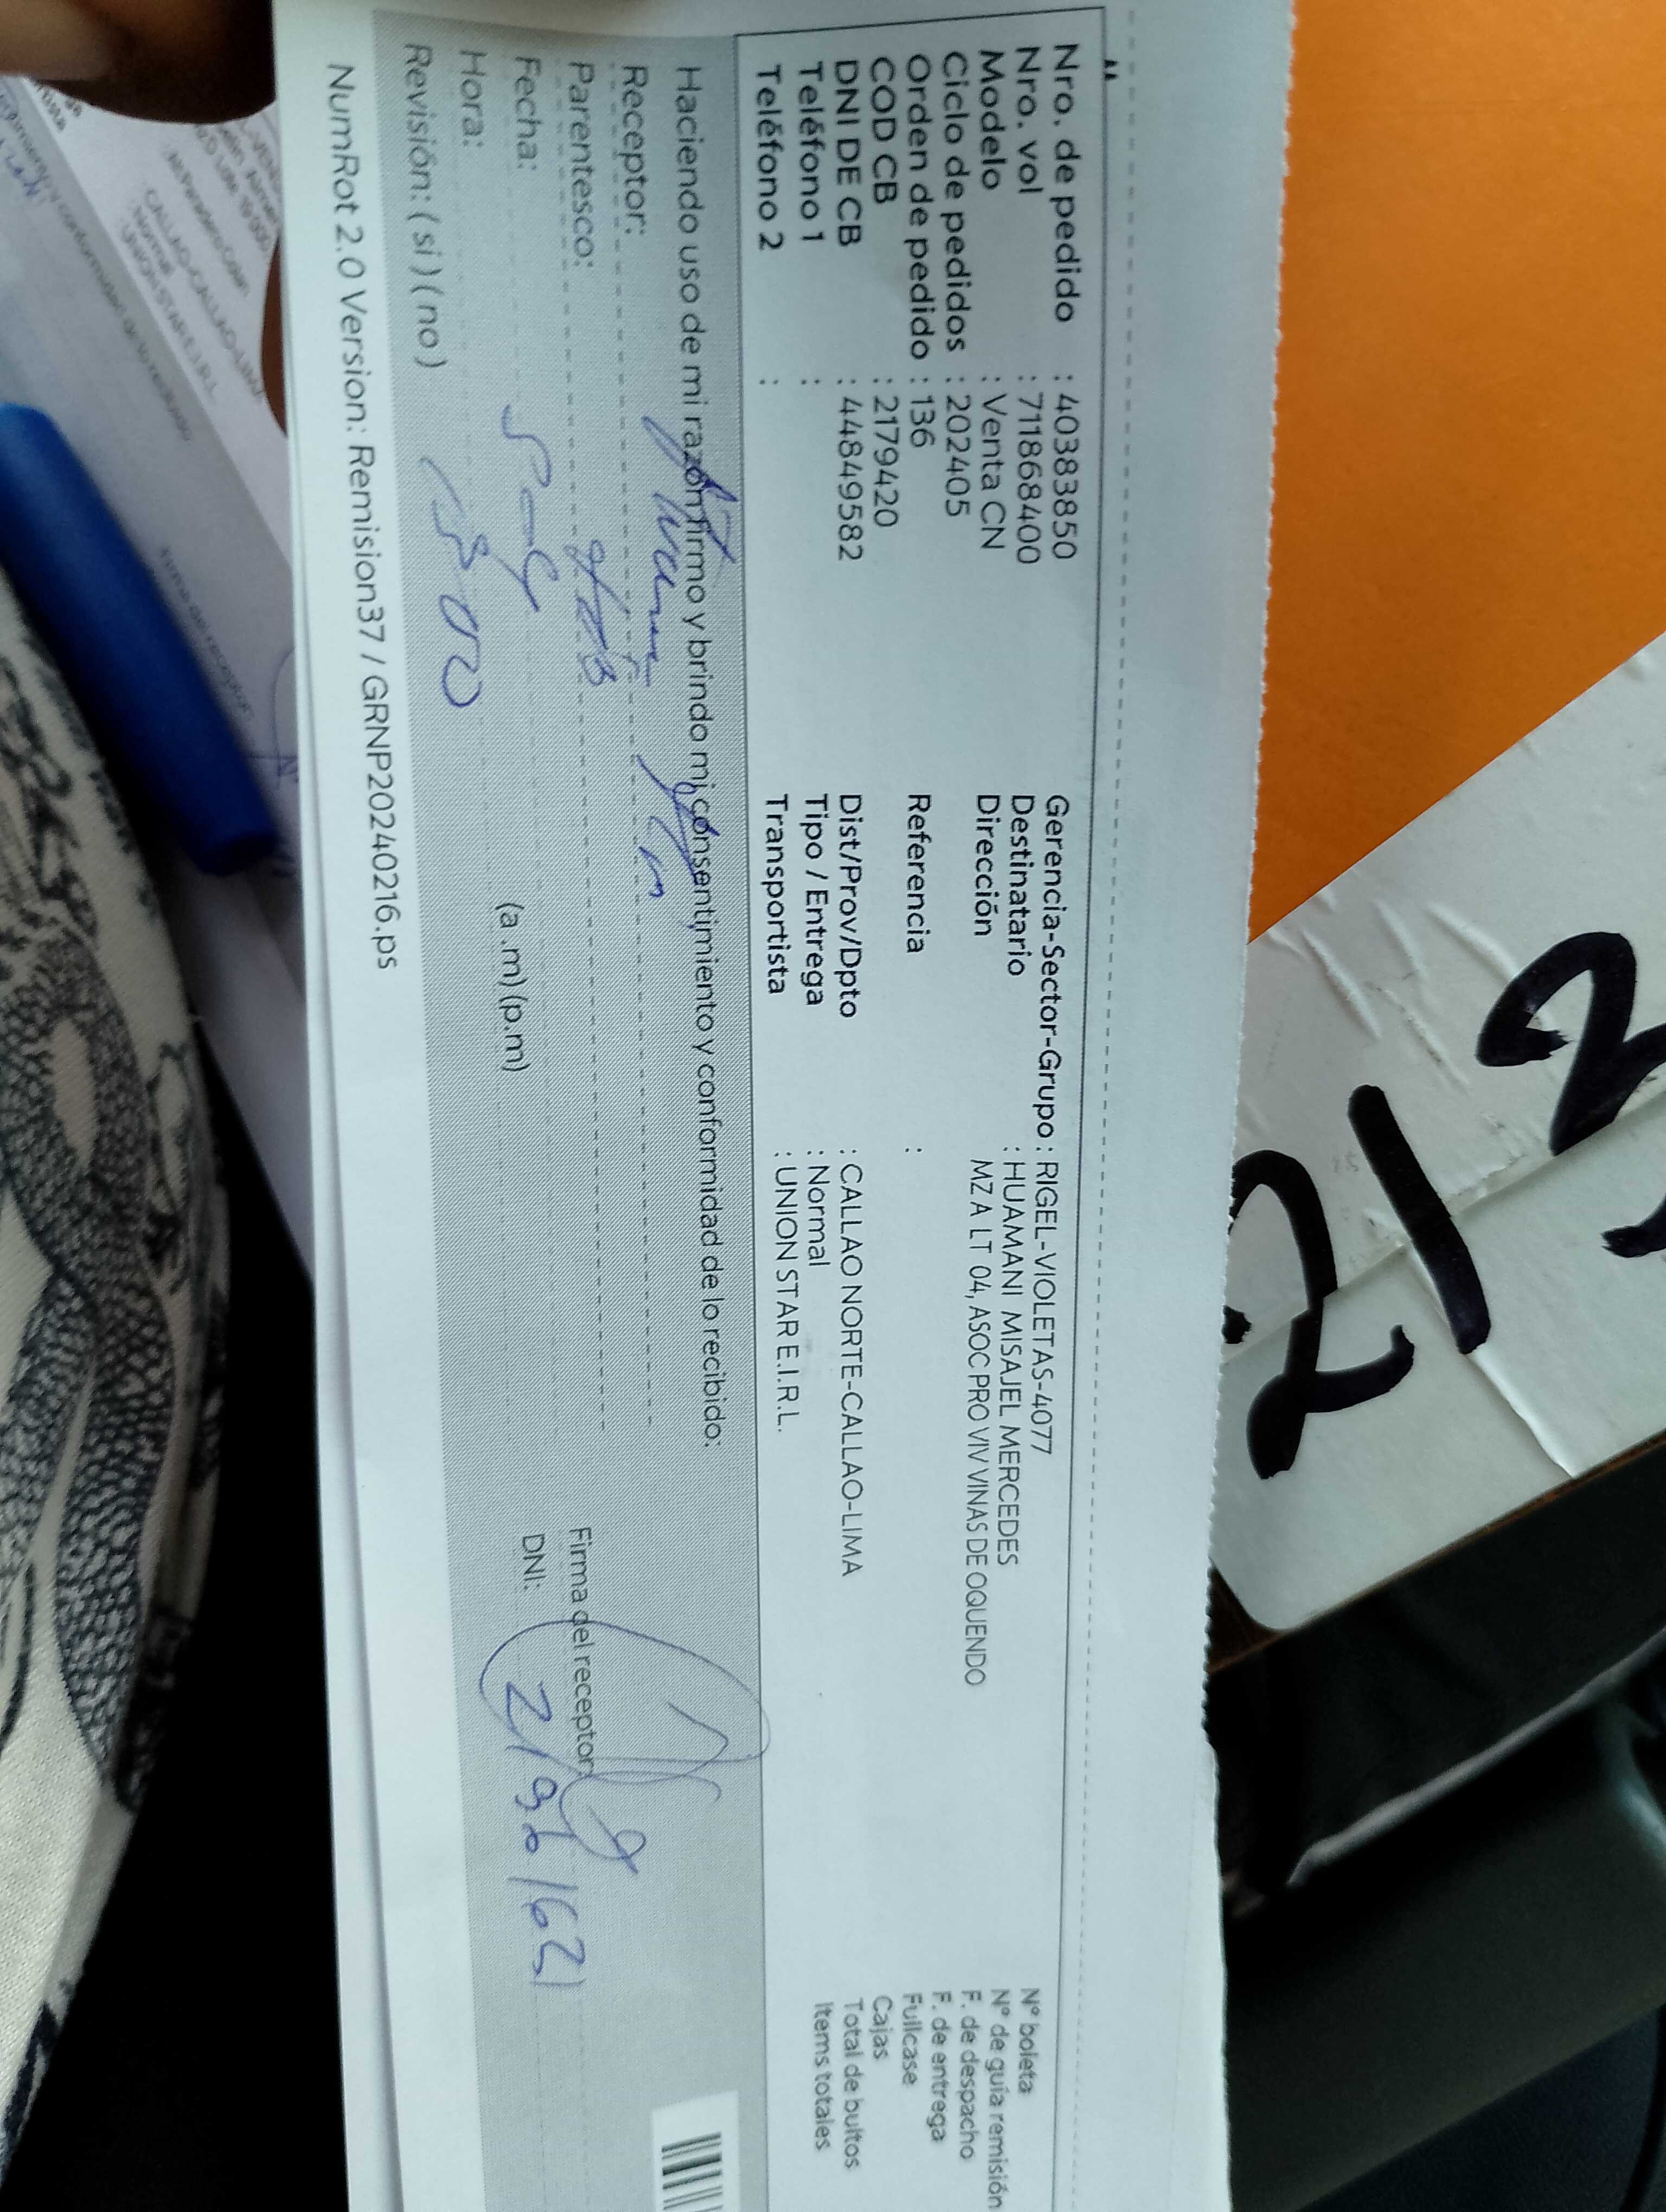 Nro. de pedido : 40383850
Nro. vol : 711868400
Modelo : Venta CN
Ciclo de pedidos : 202405
Orden de pedido : 136
COD CB : 2179420
DNI DE CB : 44849582
Teléfono 1 :
Teléfono 2 :
Gerencia-Sector-Grupo : RIGEL-VIOLETAS-4077
Destinatario : HUAMANI MISAJEL MERCEDES
Dirección MZ A LT 04, ASOC PRO VIV VINAS DE OQUENDO
Referencia :
Dist/Prov/Dpto : CALLAO NORTE-CALLAO-LIMA
Tipo / Entrega : Normal
Transportista : UNION STAR E.I.R.L.
N° boleta
N° de guía remisión
F. de despacho
F. de entrega
Fullcase
Cajas
Total de bultos
Items totales
Haciendo uso de mi razón firmo y brindo mi consentimiento y conformidad de lo recibido:
Receptor:
Parentesco:
Fecha:
Hora: (a .m) (p.m)
Revisión: ( si ) ( no )
Firma del receptor:
DNI:
NumRot 2.0 Version: Remision37 / GRNP20240216.ps